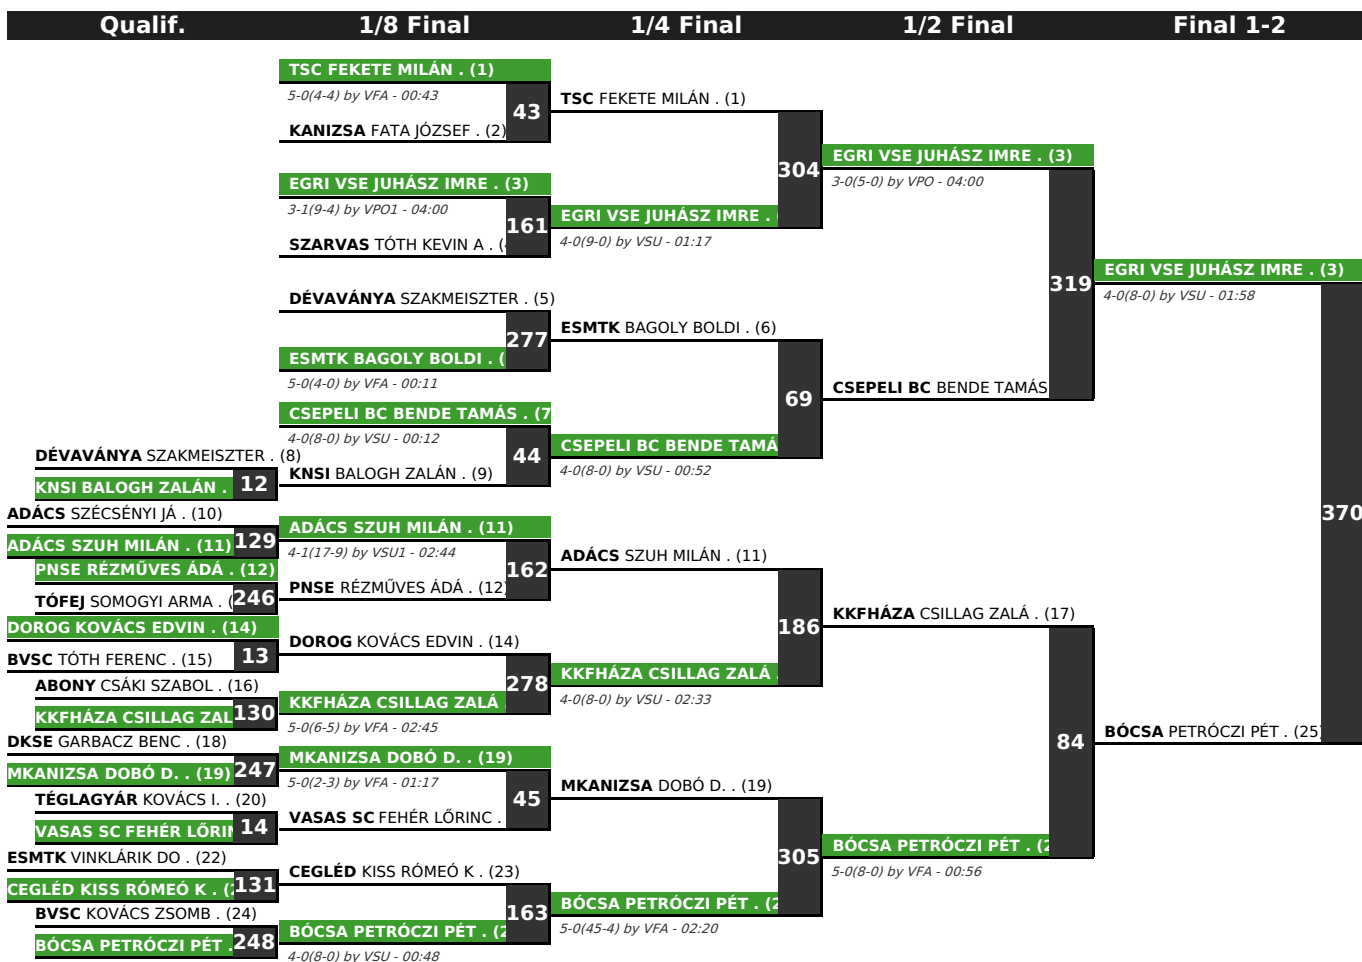 Qualif.
1/8 Final
1/4 Final
1/2 Final
Final 1-2
DÉVAVÁNYA SZAKMEISZTER . (8)
KNSI BALOGH ZALÁN .
12
ADÁCS SZÉCSÉNYI JÁ . (10)
ADÁCS SZUH MILÁN . (11)
129
PNSE RÉZMŰVES ÁDÁ . (12)
TÓFEJ SOMOGYI ARMA . (
246
DOROG KOVÁCS EDVIN . (14)
BVSC TÓTH FERENC . (15)
13
ABONY CSÁKI SZABOL . (16)
KKFHÁZA CSILLAG ZAL
130
DKSE GARBACZ BENC . (18)
MKANIZSA DOBÓ D. . (19)
247
TÉGLAGYÁR KOVÁCS I. . (20)
VASAS SC FEHÉR LŐRIN
14
ESMTK VINKLÁRIK DO . (22)
CEGLÉD KISS RÓMEÓ K . (2
131
BVSC KOVÁCS ZSOMB . (24)
BÓCSA PETRÓCZI PÉT .
248
TSC FEKETE MILÁN . (1)
5-0(4-4) by VFA - 00:43
43
KANIZSA FATA JÓZSEF . (2)
EGRI VSE JUHÁSZ IMRE . (3)
3-1(9-4) by VPO1 - 04:00
161
SZARVAS TÓTH KEVIN A . (4
DÉVAVÁNYA SZAKMEISZTER . (5)
277
ESMTK BAGOLY BOLDI . (
5-0(4-0) by VFA - 00:11
CSEPELI BC BENDE TAMÁS . (7
4-0(8-0) by VSU - 00:12
44
KNSI BALOGH ZALÁN . (9)
ADÁCS SZUH MILÁN . (11)
4-1(17-9) by VSU1 - 02:44
162
PNSE RÉZMŰVES ÁDÁ . (12)
DOROG KOVÁCS EDVIN . (14)
278
KKFHÁZA CSILLAG ZALÁ .
5-0(6-5) by VFA - 02:45
MKANIZSA DOBÓ D. . (19)
5-0(2-3) by VFA - 01:17
45
VASAS SC FEHÉR LŐRINC .
CEGLÉD KISS RÓMEÓ K . (23)
163
BÓCSA PETRÓCZI PÉT . (2
4-0(8-0) by VSU - 00:48
TSC FEKETE MILÁN . (1)
304
EGRI VSE JUHÁSZ IMRE . (
4-0(9-0) by VSU - 01:17
ESMTK BAGOLY BOLDI . (6)
69
CSEPELI BC BENDE TAMÁ
4-0(8-0) by VSU - 00:52
ADÁCS SZUH MILÁN . (11)
186
KKFHÁZA CSILLAG ZALÁ .
4-0(8-0) by VSU - 02:33
MKANIZSA DOBÓ D. . (19)
305
BÓCSA PETRÓCZI PÉT . (2
5-0(45-4) by VFA - 02:20
EGRI VSE JUHÁSZ IMRE . (3)
3-0(5-0) by VPO - 04:00
319
CSEPELI BC BENDE TAMÁS
KKFHÁZA CSILLAG ZALÁ . (17)
84
BÓCSA PETRÓCZI PÉT . (2
5-0(8-0) by VFA - 00:56
EGRI VSE JUHÁSZ IMRE . (3)
4-0(8-0) by VSU - 01:58
370
BÓCSA PETRÓCZI PÉT . (25)